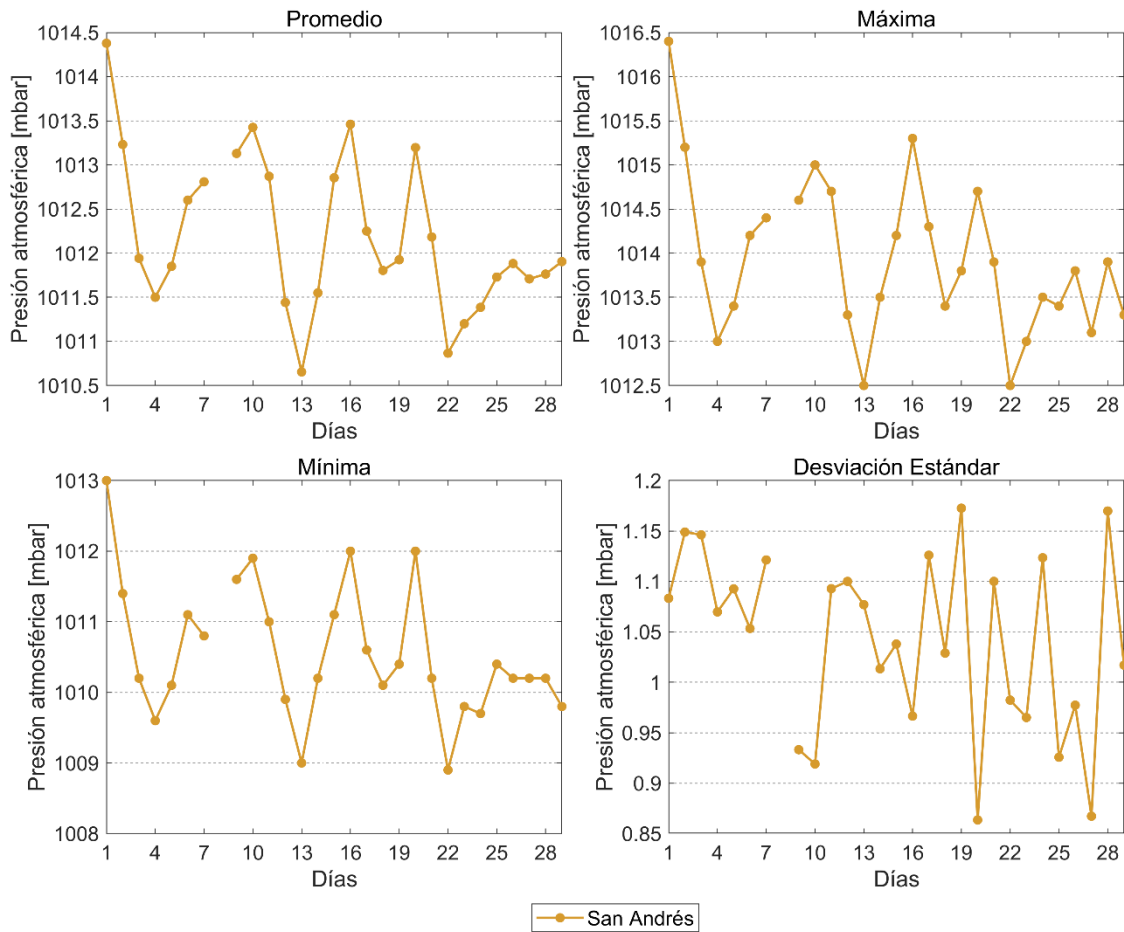 Promedio
Presión atmosférica [mbar]
1014.5
1014
1013.5
1013
1012.5
1012
1011.5
1011
1010.5
1 4 7 10 13 16 19 22 25 28
Días
Máxima
Presión atmosférica [mbar]
1016.5
1016
1015.5
1015
1014.5
1014
1013.5
1013
1012.5
1 4 7 10 13 16 19 22 25 28
Días
Mínima
Presión atmosférica [mbar]
1013
1012
1011
1010
1009
1008
1 4 7 10 13 16 19 22 25 28
Días
Desviación Estándar
Presión atmosférica [mbar]
1.2
1.15
1.1
1.05
1
0.95
0.9
0.85
1 4 7 10 13 16 19 22 25 28
Días
San Andrés